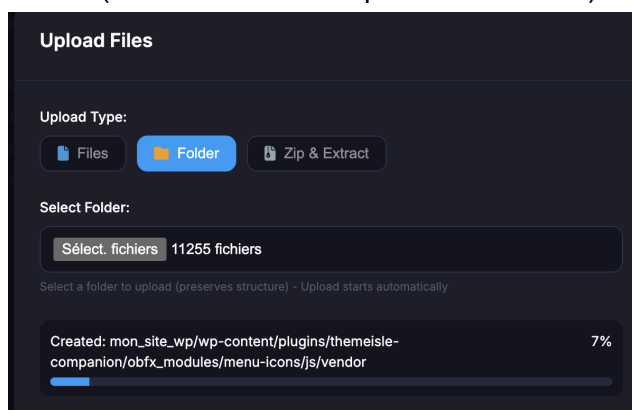 Upload Files
Upload Type:
Files Folder Zip & Extract
Select Folder:
Sélect. fichiers 11255 fichiers
Select a folder to upload (preserves structure) - Upload starts automatically
Created: mon_site_wp/wp-content/plugins/themeisle- 7%
companion/obfx_modules/menu-icons/js/vendor